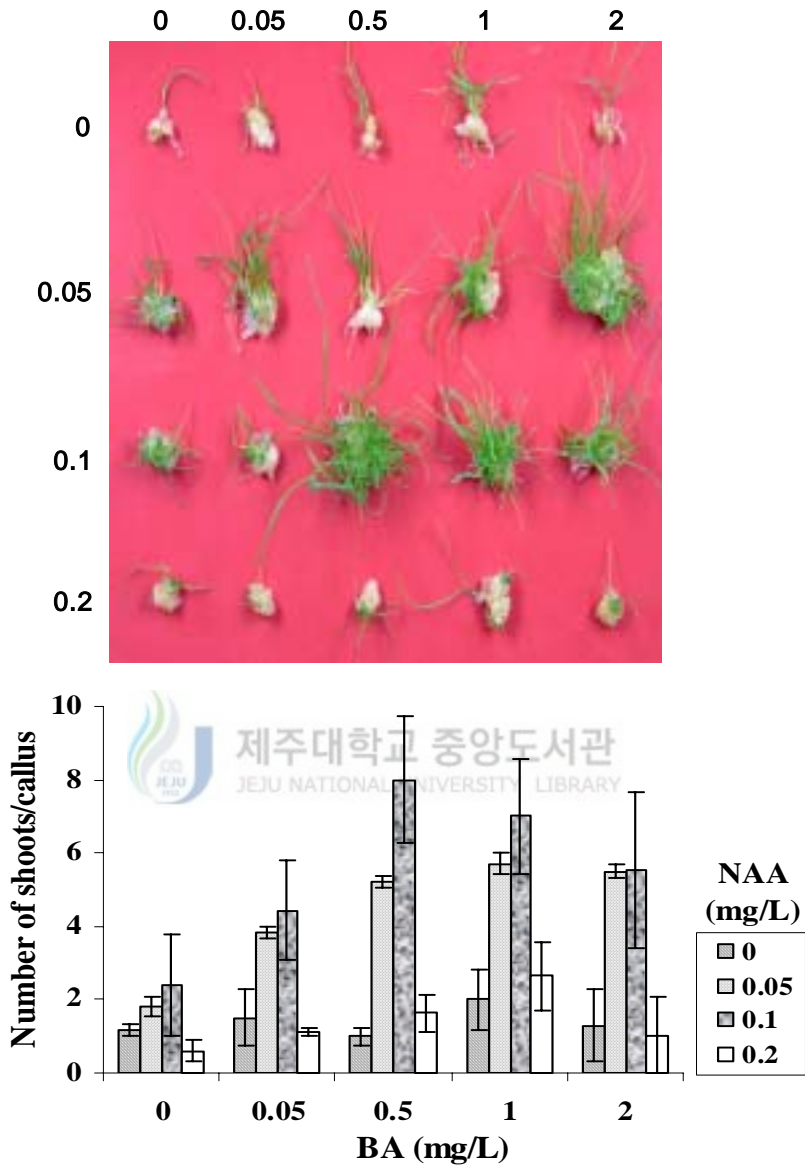 0 0.05 0.5 1 2
0
0.05
0.1
0.2
제주대학교 중앙도서관
JEJU NATIONAL UNIVERSITY LIBRARY
JEJU
1952
Number of shoots/callus
10
8
6
4
2
0
0 0.05 0.5 1 2
BA (mg/L)
NAA
(mg/L)
0
0.05
0.1
0.2